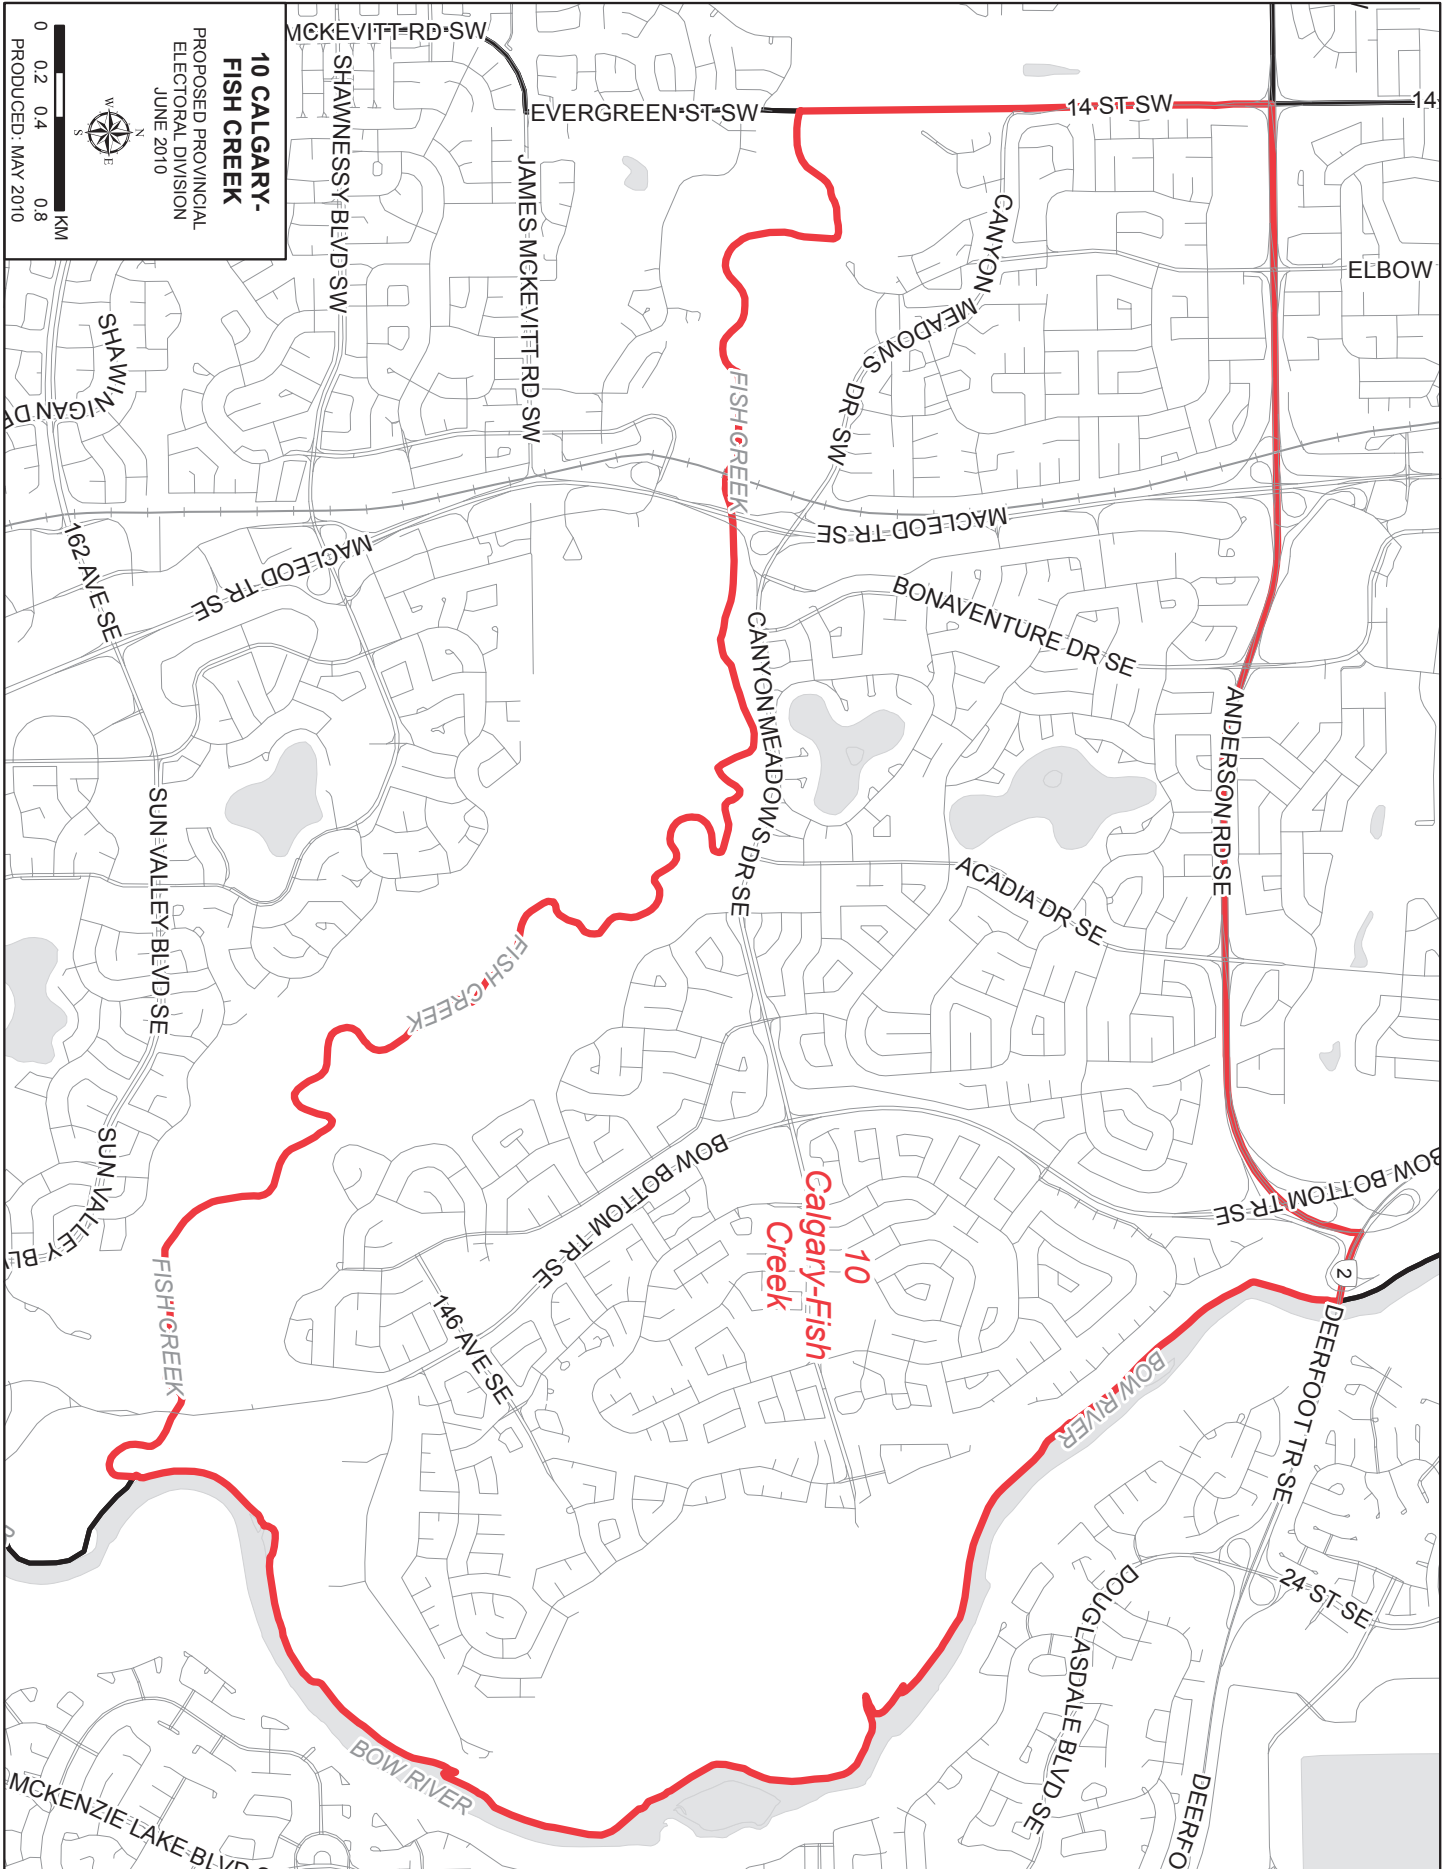 10 CALGARY-
FISH CREEK
PROPOSED PROVINCIAL
ELECTORAL DIVISION
JUNE 2010
N
W
E
S
KM
0 0.2 0.4 0.8
PRODUCED: MAY 2010
MCKEVITT RD SW
SHAWNESSY BLVD SW
EVERGREEN ST SW
JAMES MCKEVITT RD SW
14 ST SW
14
ELBOW
CANYON MEADOWS DR SW
FISH CREEK
MACLEOD TR SE
MACLEOD TR SE
162 AVE SE
BONAVENTURE DR SE
CANYON MEADOWS DR SE
ANDERSON RD SE
ACADIA DR SE
SUN VALLEY BLVD SE
FISH CREEK
SUN VALLEY
BOW BOTTOM TR SE
BOW BOTTOM TR SE
10
Calgary-Fish
Creek
2
FISH CREEK
146 AVE SE
BOW RIVER
DEERFOOT TR SE
24 ST SE
DOUGLASDALE BLVD SE
BOW RIVER
DEERFO
MCKENZIE LAKE BLVD